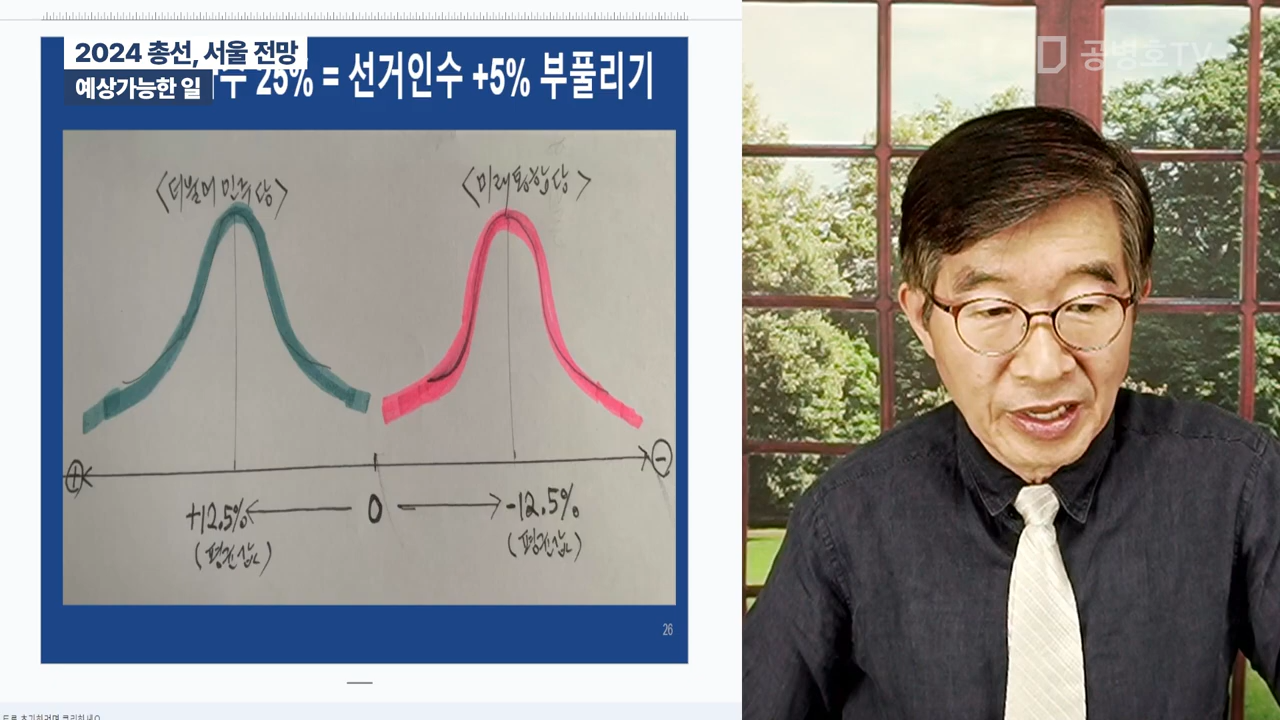 2024 총선, 서울 전망
예상가능한 일
수 25% = 선거인수 +5% 부풀리기
공병호TV
<더불어민주당>
<미래통합당>
+
-
+12.5%
0
-12.5%
(평균값)
(평균값)
26